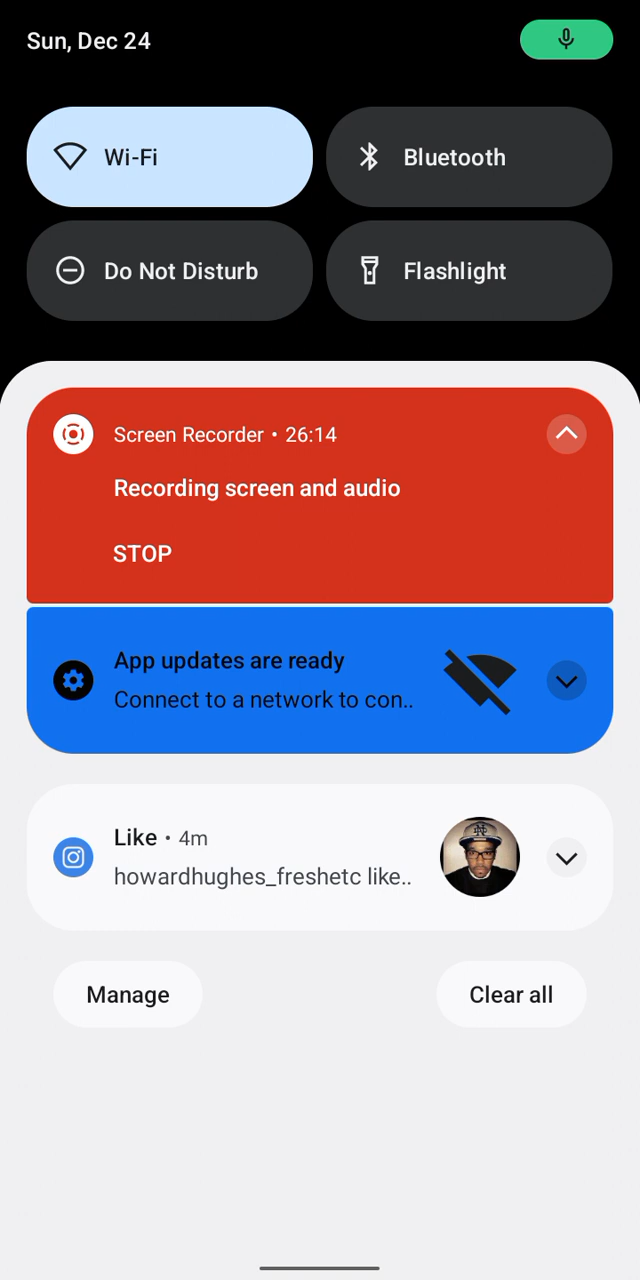 Sun, Dec 24
Wi-Fi
Bluetooth
Do Not Disturb
Flashlight
Screen Recorder • 26:14
Recording screen and audio
STOP
App updates are ready
Connect to a network to con..
Like • 4m
howardhughes_freshetc like..
Manage
Clear all